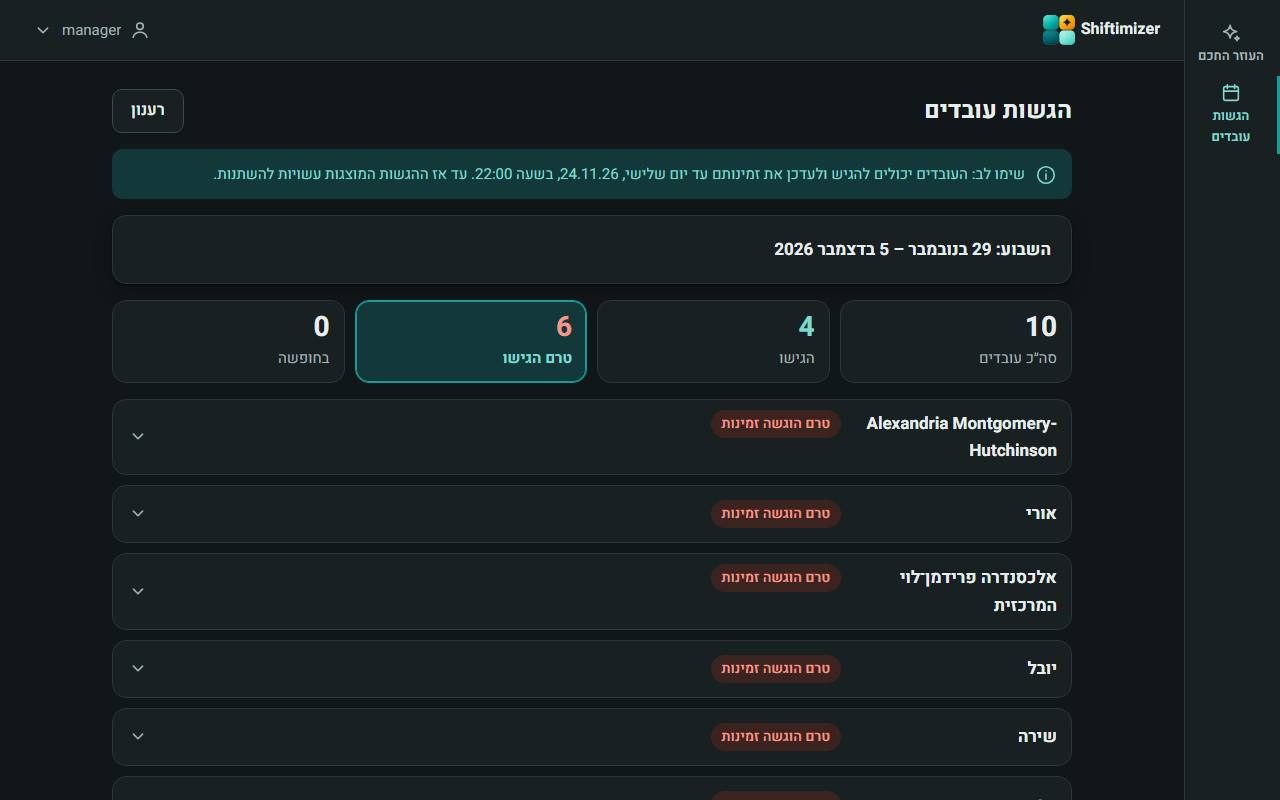 Shiftimizer
manager
העוזר החכם
הגשות
עובדים
הגשות עובדים
רענון
שימו לב: העובדים יכולים להגיש ולעדכן את זמינותם עד יום שלישי, 24.11.26, בשעה 22:00. עד אז ההגשות המוצגות עשויות להשתנות.
השבוע: 29 בנובמבר – 5 בדצמבר 2026
10
סה״כ עובדים
4
הגישו
6
טרם הגישו
0
בחופשה
Alexandria Montgomery-
Hutchinson
טרם הוגשה זמינות
אורי
טרם הוגשה זמינות
אלכסנדרה פרידמן־לוי
המרכזית
טרם הוגשה זמינות
יובל
טרם הוגשה זמינות
שירה
טרם הוגשה זמינות